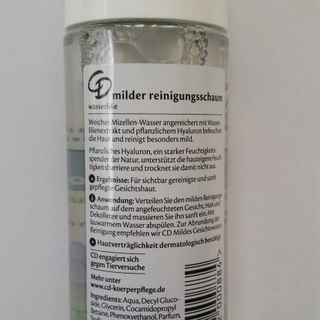 CD milder reinigungsschaum
wasserlilie
Weiches Mizellen-Wasser angereichert mit Wasser-
lilienextrakt und pflanzlichem Hyaluron befeuchtet
die Haut und reinigt besonders mild.
Pflanzliches Hyaluron, ein starker Feuchtigkeits-
spender der Natur, unterstützt die hauteigene Feuch-
tigkeitsbarriere und trocknet sie damit nicht aus.
Ergebnisse: Für sichtbar gereinigte und sanft
gepflegte Gesichtshaut.
Anwendung: Verteilen Sie den milden Reinigungs-
schaum auf dem angefeuchteten Gesicht, Hals
Dekolletee und massieren Sie ihn sanft ein. Mit
warmem Wasser gut abspülen. Zur Abrundung der
Reinigung empfehlen wir CD Mildes Gesichtswasser
+ Hautverträglichkeit dermatologisch bestätigt
CD engagiert sich
gegen Tierversuche
Mehr unter
www.cd-koerperpflege.de
Ingredients: Aqua, Decyl Gluco-
side, Glycerin, Cocamidopropyl
Betaine, Phenoxyethanol, Parfum,